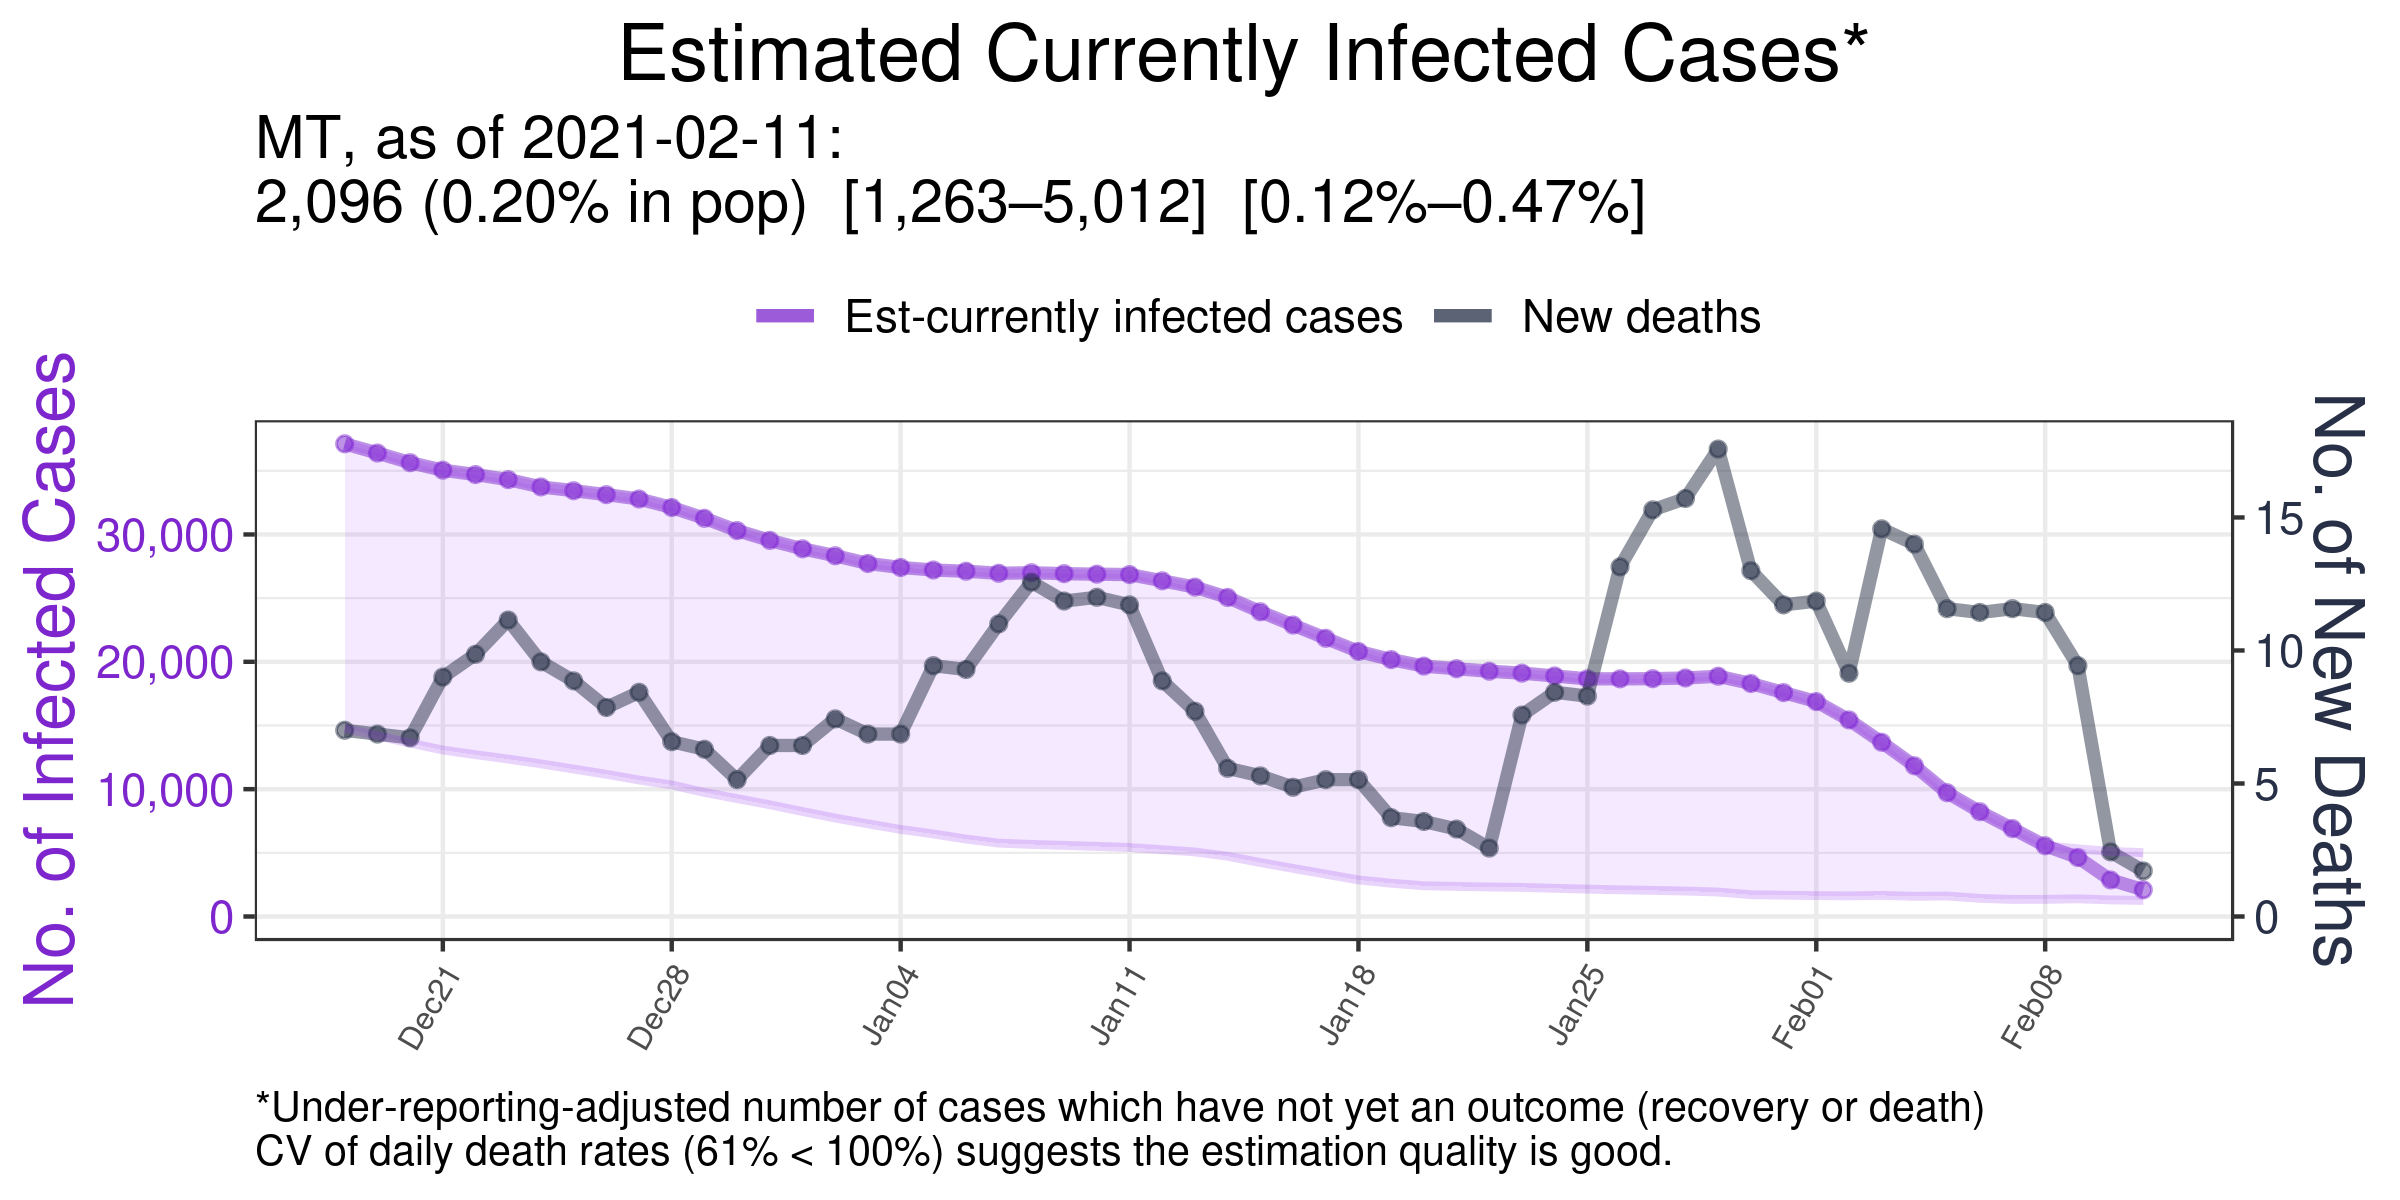 Estimated Currently Infected Cases*
MT, as of 2021-02-11:
2,096 (0.20% in pop)  [1,263–5,012]  [0.12%–0.47%]
Est-currently infected cases
New deaths
No. of Infected Cases
30,000
20,000
10,000
0
15
10
5
0
No. of New Deaths
Dec21
Dec28
Jan04
Jan11
Jan18
Jan25
Feb01
Feb08
*Under-reporting-adjusted number of cases which have not yet an outcome (recovery or death)
CV of daily death rates (61% < 100%) suggests the estimation quality is good.